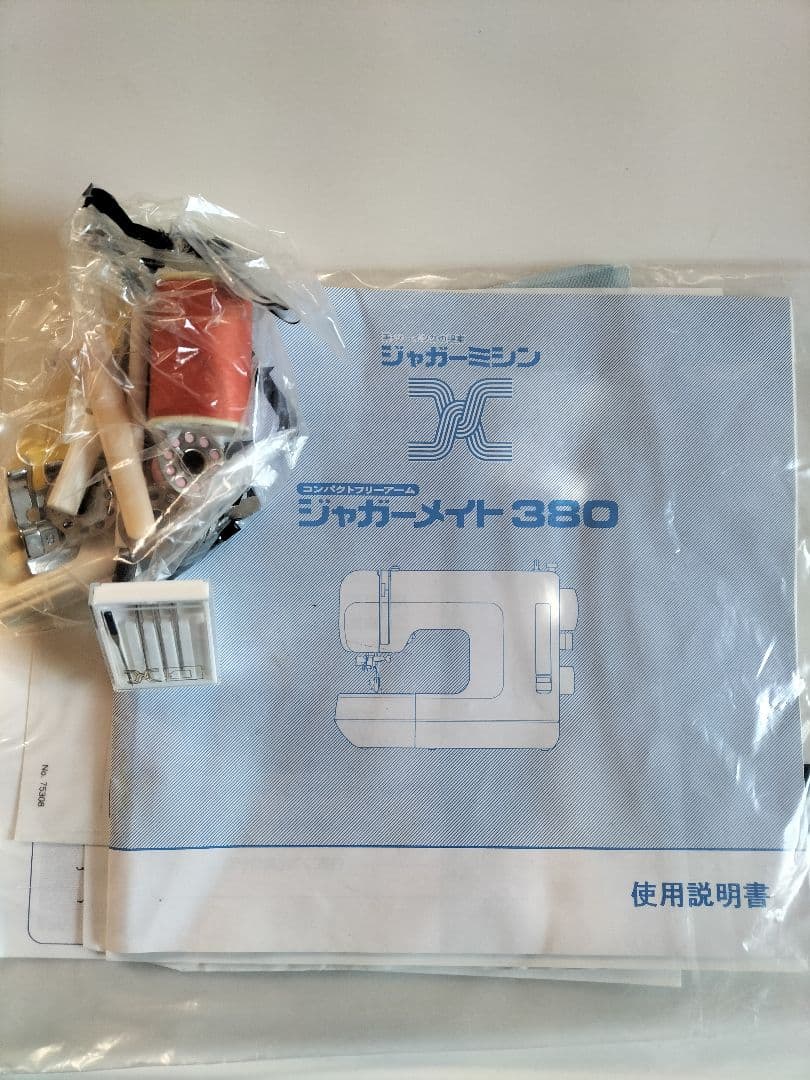 ジャガーミシン
コンパクトフリーアーム
ジャガーメイト380
No. 75308
使用説明書